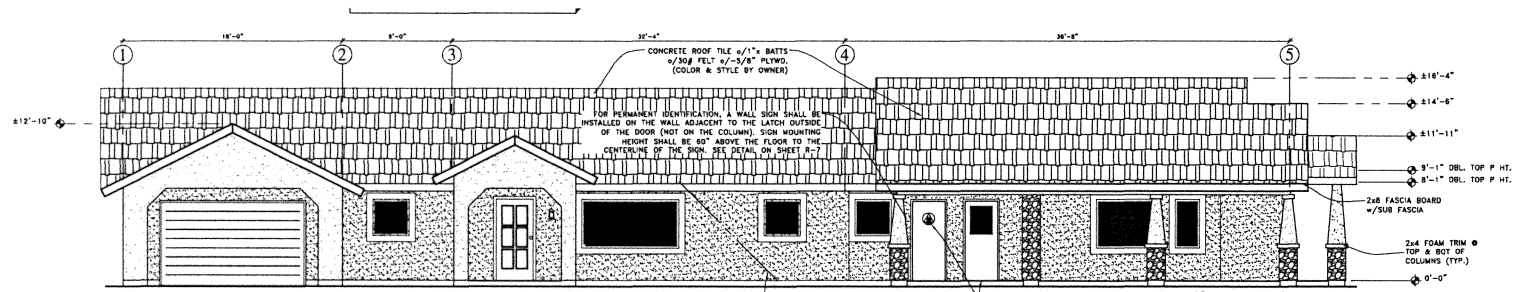 18'-0"
9'-0"
32'-4"
36'-8"
1
2
3
4
5
CONCRETE ROOF TILE o/1"x BATTS
o/30# FELT o/-5/8" PLYWD.
(COLOR & STYLE BY OWNER)
±16'-4"
±14'-6"
±12'-10"
FOR PERMANENT IDENTIFICATION, A WALL SIGN SHALL BE
INSTALLED ON THE WALL ADJACENT TO THE LATCH OUTSIDE
OF THE DOOR (NOT ON THE COLUMN). SIGN MOUNTING
HEIGHT SHALL BE 60" ABOVE THE FLOOR TO THE
CENTERLINE OF THE SIGN. SEE DETAIL ON SHEET R-7
±11'-11"
9'-1" DBL. TOP P HT.
8'-1" DBL. TOP P HT.
2x8 FASCIA BOARD
w/SUB FASCIA
2x4 FOAM TRIM @
TOP & BOT OF
COLUMNS (TYP.)
0'-0"